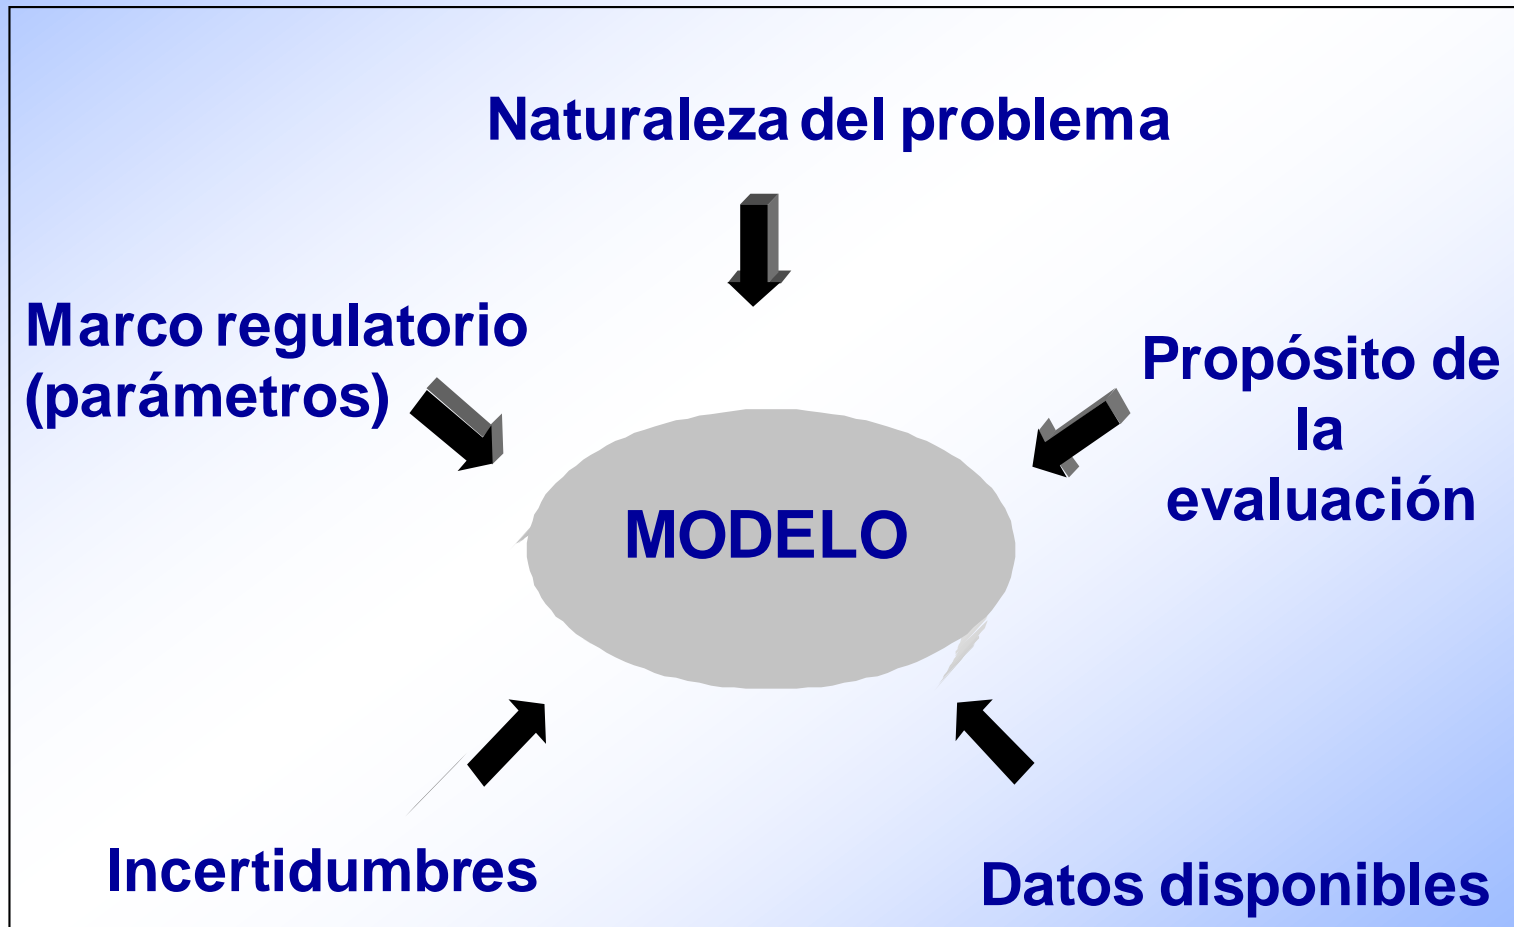 Naturaleza del problema
Marco regulatorio
(parámetros)
Propósito de
la
evaluación
MODELO
Incertidumbres
Datos disponibles